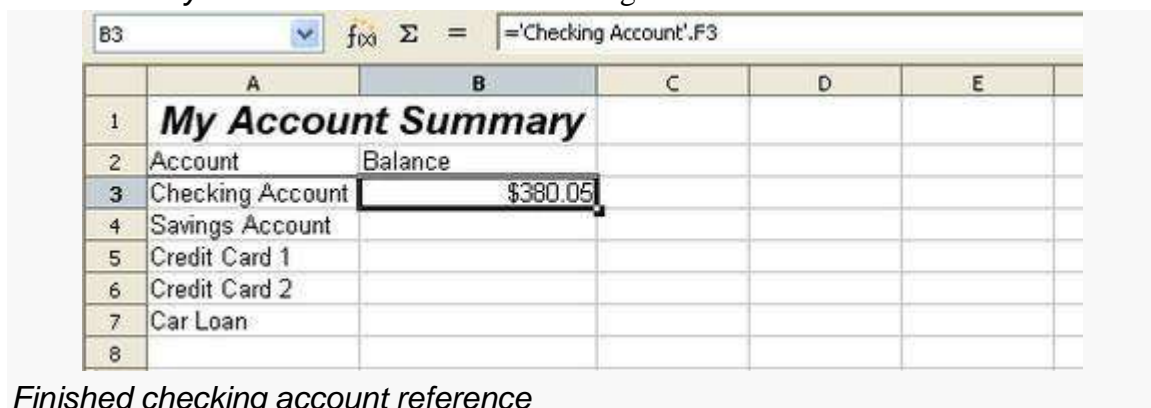 B3 f(x) Σ = ='Checking Account'.F3
A B C D E
1 My Account Summary
2 Account Balance
3 Checking Account $380.05
4 Savings Account
5 Credit Card 1
6 Credit Card 2
7 Car Loan
8
Finished checking account reference